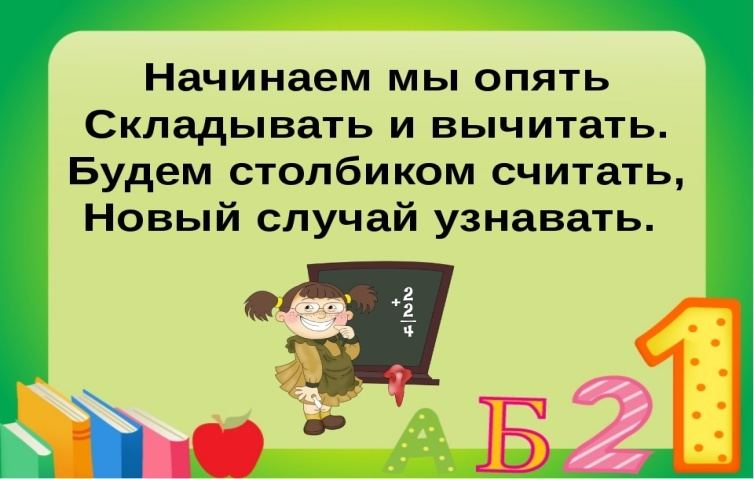 Начинаем мы опять
Складывать и вычитать.
Будем столбиком считать,
Новый случай узнавать.
2
+
2
4
А Б 2 1